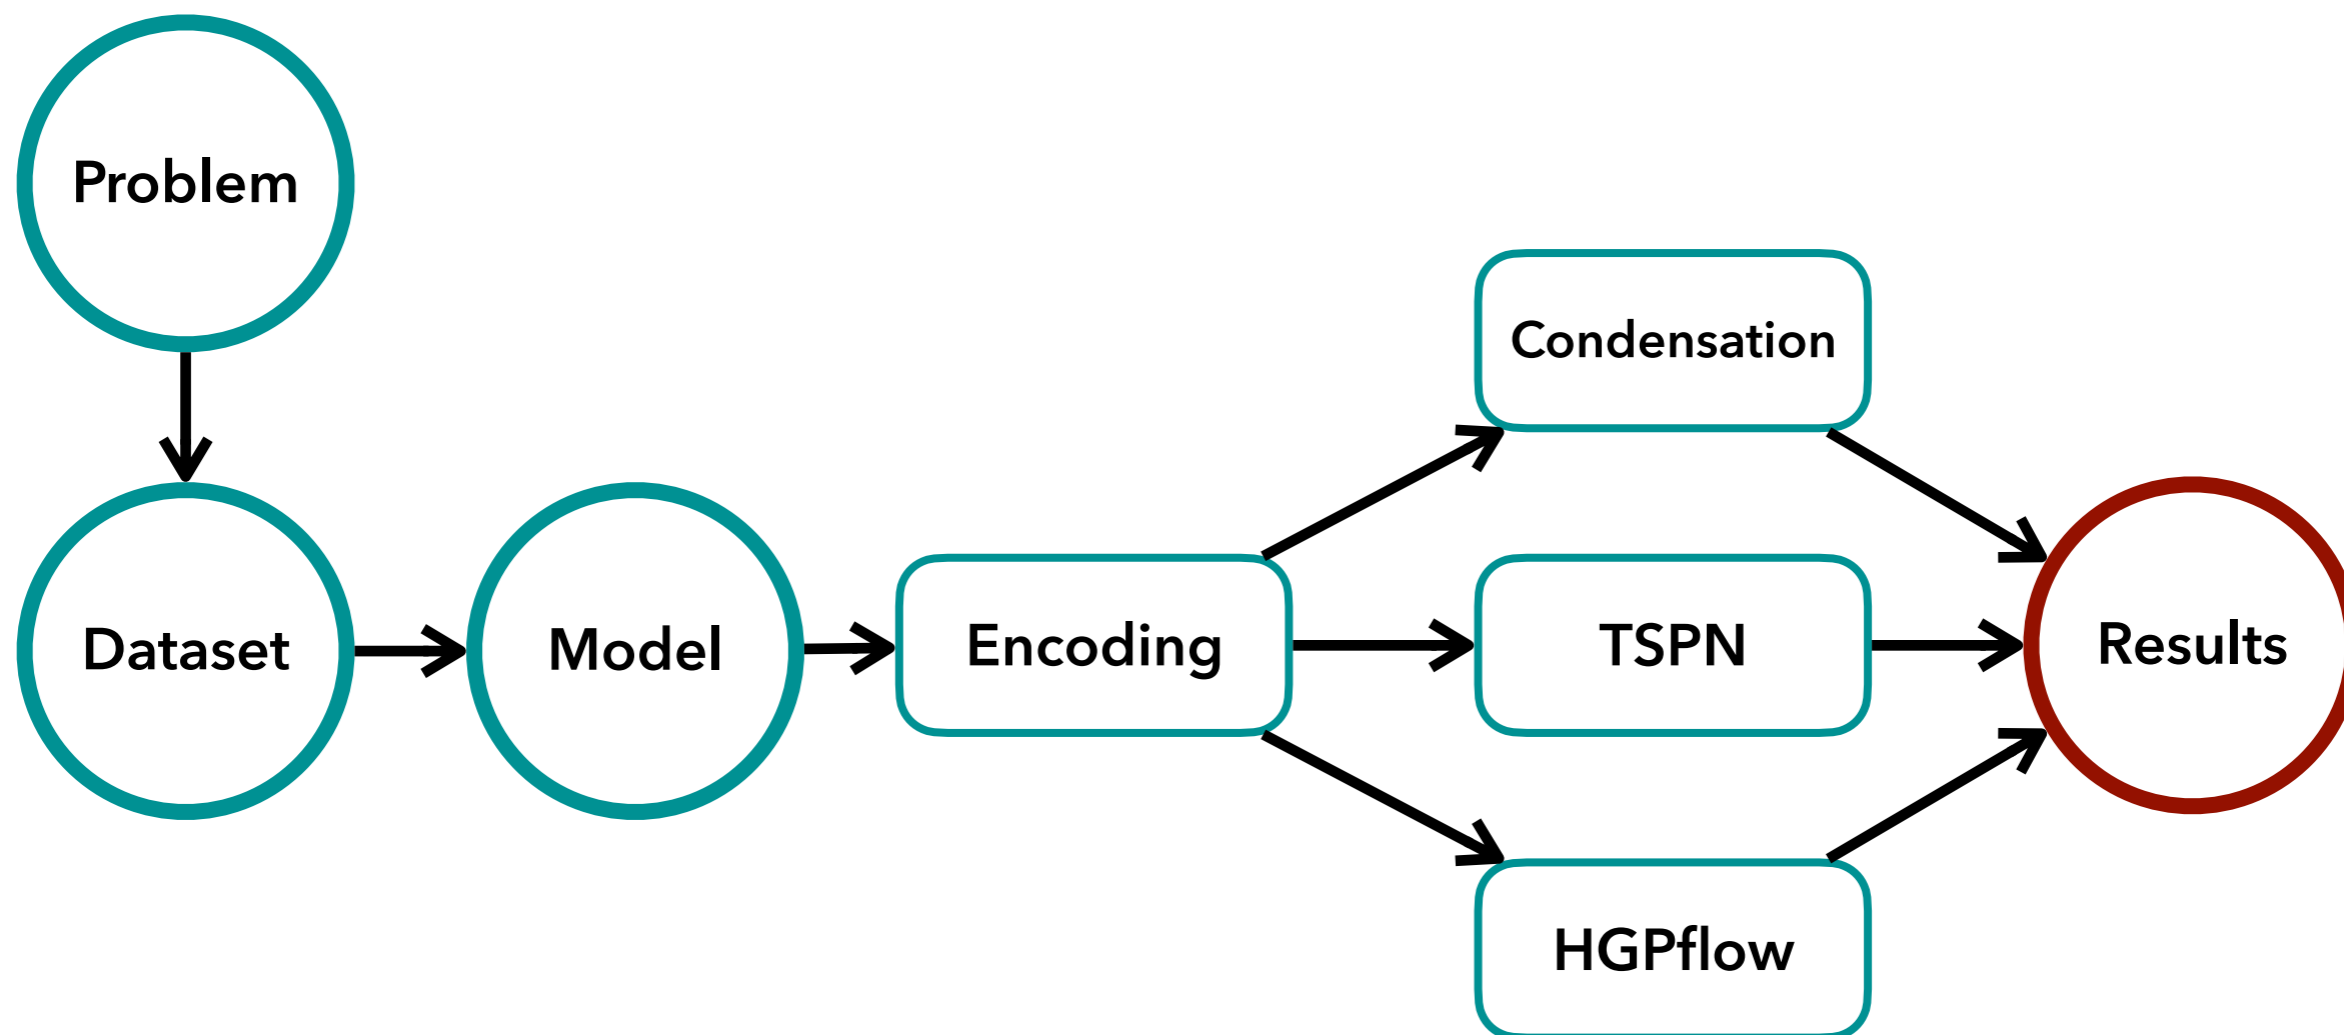 Problem
Dataset
Model
Encoding
Condensation
TSPN
HGPflow
Results